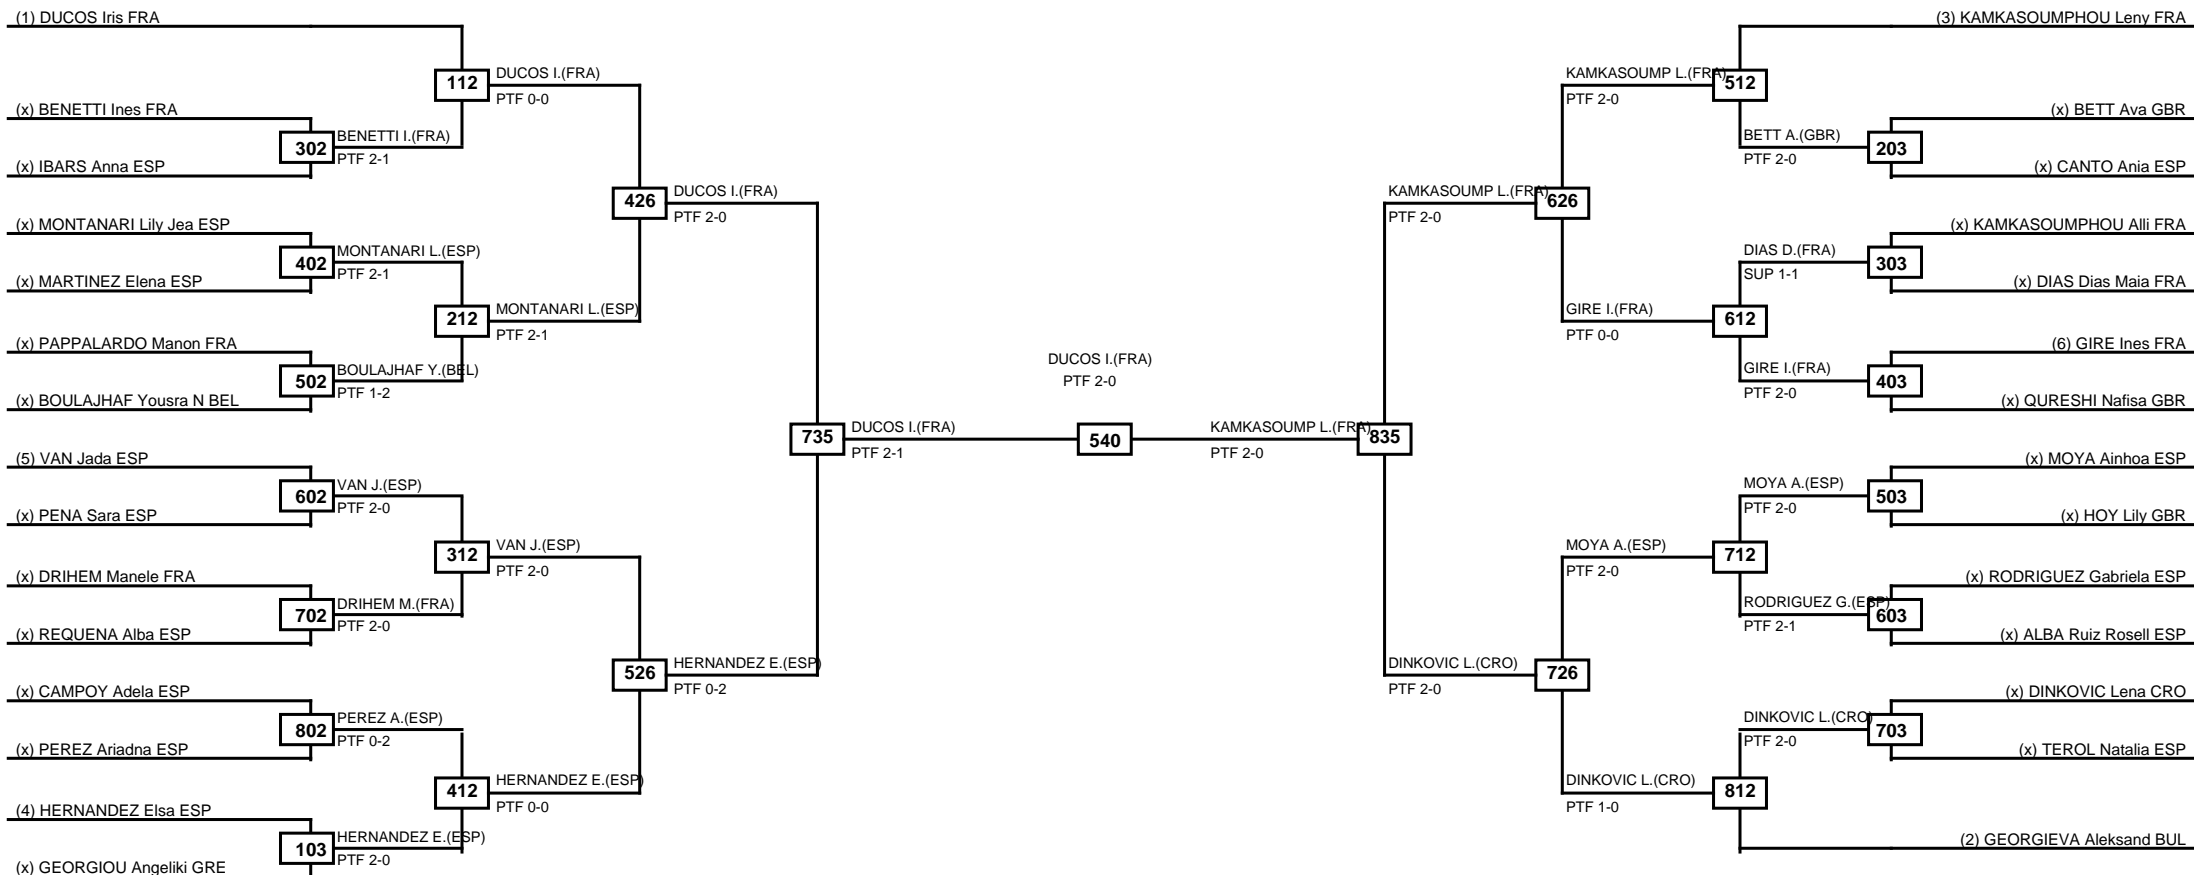 (1) DUCOS Iris FRA
(x) BENETTI Ines FRA
(x) IBARS Anna ESP
(x) MONTANARI Lily Jea ESP
(x) MARTINEZ Elena ESP
(x) PAPPALARDO Manon FRA
(x) BOULAJHAF Yousra N BEL
(5) VAN Jada ESP
(x) PENA Sara ESP
(x) DRIHEM Manele FRA
(x) REQUENA Alba ESP
(x) CAMPOY Adela ESP
(x) PEREZ Ariadna ESP
(4) HERNANDEZ Elsa ESP
(x) GEORGIOU Angeliki GRE
302
BENETTI I.(FRA)
PTF 2-1
402
MONTANARI L.(ESP)
PTF 2-1
502
BOULAJHAF Y.(BEL)
PTF 1-2
602
VAN J.(ESP)
PTF 2-0
702
DRIHEM M.(FRA)
PTF 2-0
802
PEREZ A.(ESP)
PTF 0-2
103
HERNANDEZ E.(ESP)
PTF 2-0
112
DUCOS I.(FRA)
PTF 0-0
212
MONTANARI L.(ESP)
PTF 2-1
312
VAN J.(ESP)
PTF 2-0
412
HERNANDEZ E.(ESP)
PTF 0-0
426
DUCOS I.(FRA)
PTF 2-0
526
HERNANDEZ E.(ESP)
PTF 0-2
735
DUCOS I.(FRA)
PTF 2-1
DUCOS I.(FRA)
PTF 2-0
540
KAMKASOUMP L.(FRA)
PTF 2-0
835
KAMKASOUMP L.(FRA)
PTF 2-0
626
DINKOVIC L.(CRO)
PTF 2-0
726
KAMKASOUMP L.(FRA)
PTF 2-0
512
GIRE I.(FRA)
PTF 0-0
612
MOYA A.(ESP)
PTF 2-0
712
DINKOVIC L.(CRO)
PTF 1-0
812
BETT A.(GBR)
PTF 2-0
203
DIAS D.(FRA)
SUP 1-1
303
GIRE I.(FRA)
PTF 2-0
403
MOYA A.(ESP)
PTF 2-0
503
RODRIGUEZ G.(ESP)
PTF 2-1
603
DINKOVIC L.(CRO)
PTF 2-0
703
(3) KAMKASOUMPHOU Leny FRA
(x) BETT Ava GBR
(x) CANTO Ania ESP
(x) KAMKASOUMPHOU Alli FRA
(x) DIAS Dias Maia FRA
(6) GIRE Ines FRA
(x) QURESHI Nafisa GBR
(x) MOYA Ainhoa ESP
(x) HOY Lily GBR
(x) RODRIGUEZ Gabriela ESP
(x) ALBA Ruiz Rosell ESP
(x) DINKOVIC Lena CRO
(x) TEROL Natalia ESP
(2) GEORGIEVA Aleksand BUL